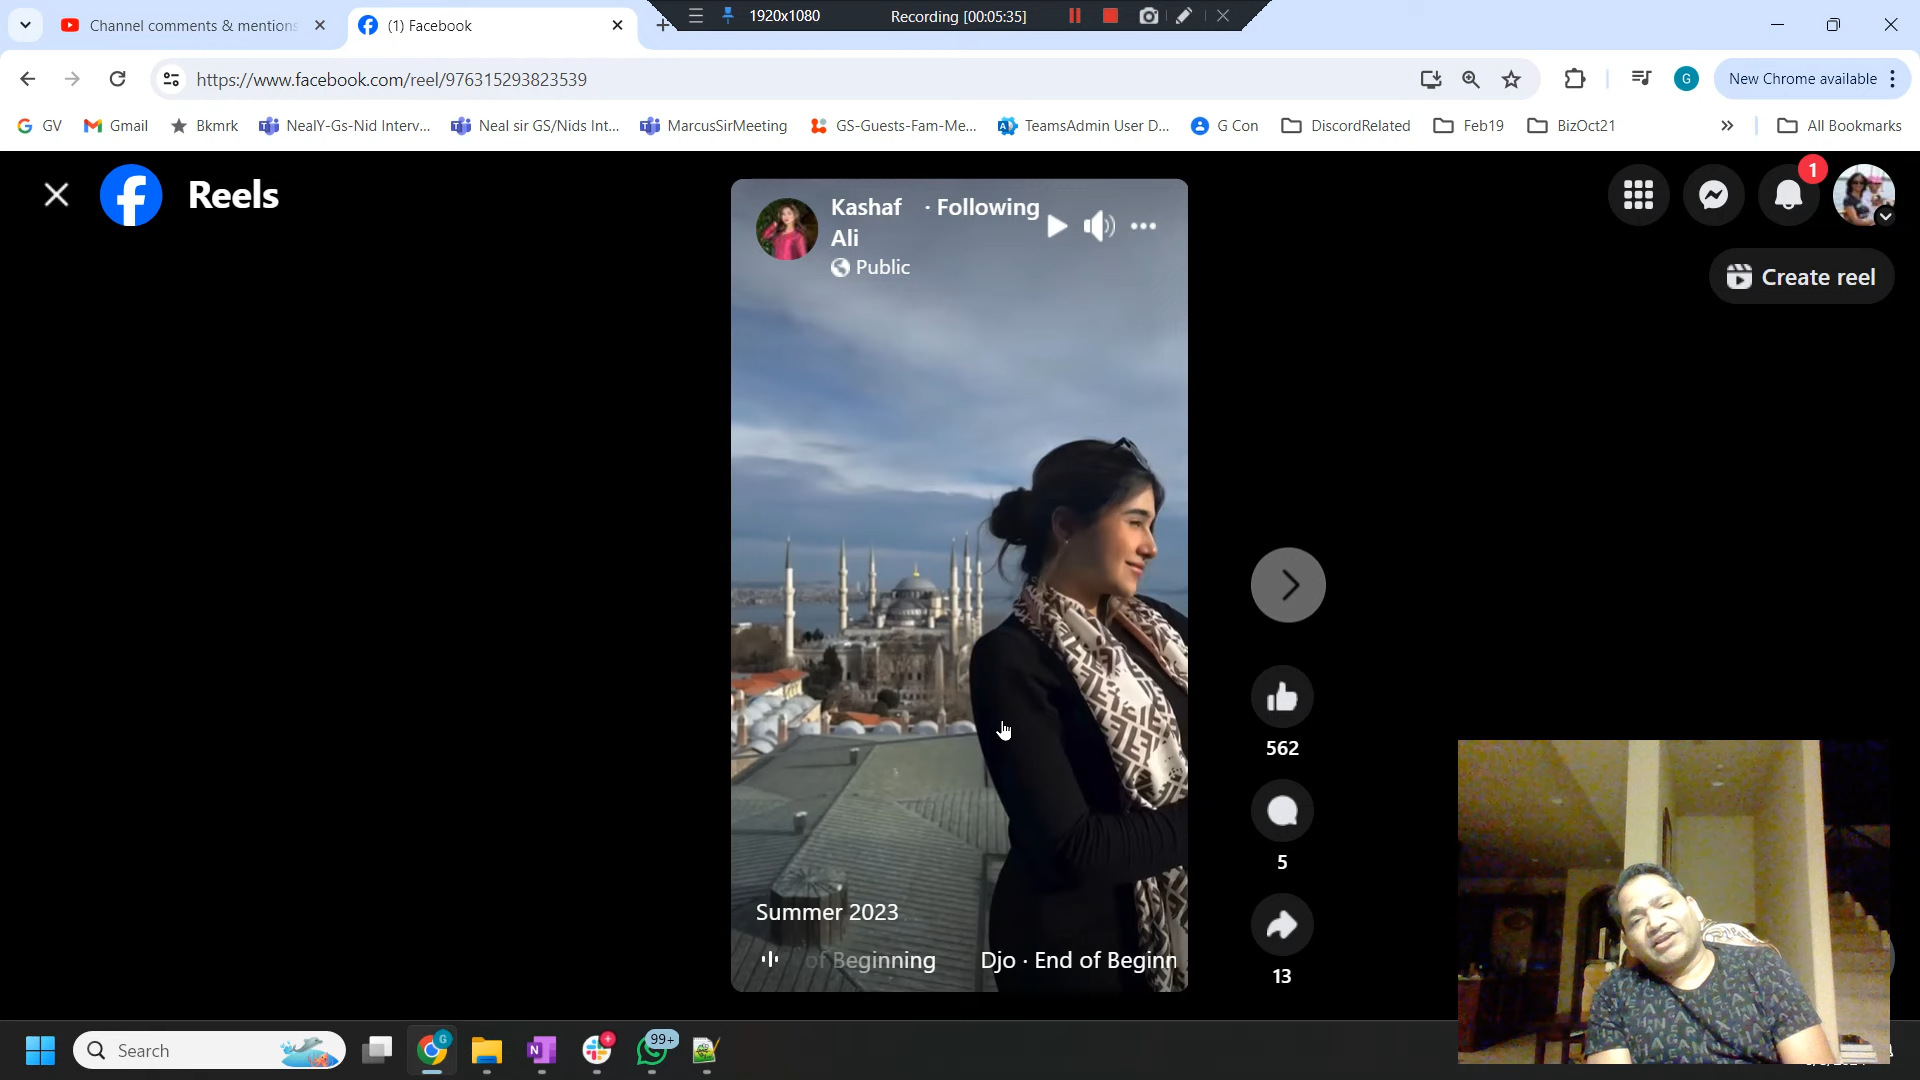 Channel comments & mentions
(1) Facebook
1920x1080
Recording [00:05:35]
https://www.facebook.com/reel/976315293823539
G
New Chrome available
GV
Gmail
Bkmrk
NealY-Gs-Nid Interv...
Neal sir GS/Nids Int...
MarcusSirMeeting
GS-Guests-Fam-Me...
TeamsAdmin User D...
G Con
DiscordRelated
Feb19
BizOct21
All Bookmarks
Reels
1
Kashaf Ali · Following
Public
Create reel
562
5
13
Summer 2023
of Beginning
Djo · End of Beginn
Search
G
N
99+